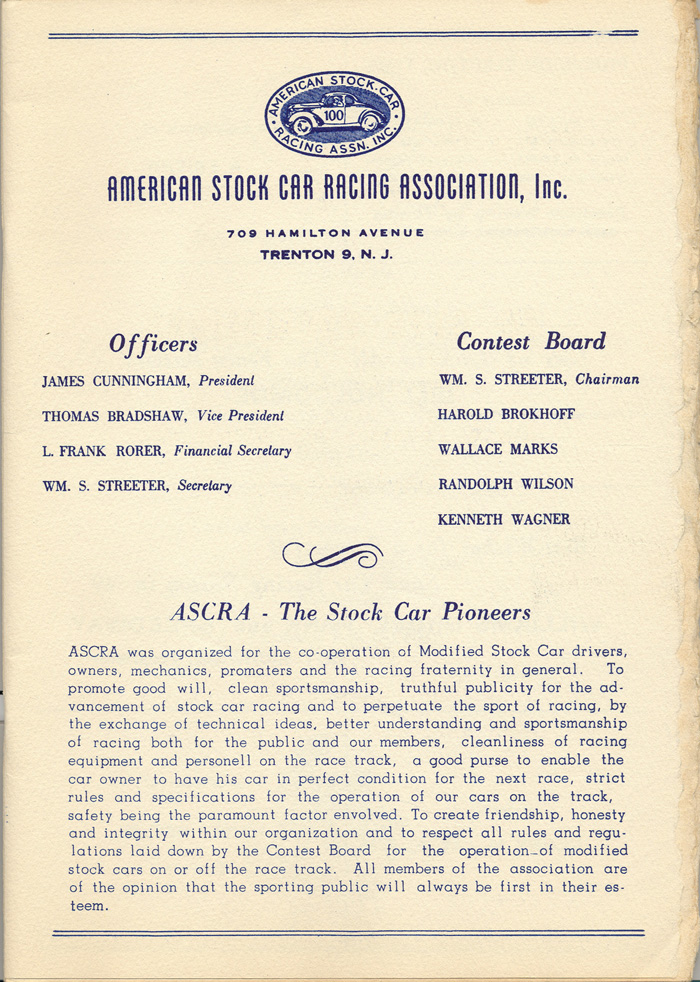 AMERICAN STOCK-CAR
100
RACING ASSN. INC.
AMERICAN STOCK CAR RACING ASSOCIATION, Inc.
709 HAMILTON AVENUE
TRENTON 9, N. J.
Officers
JAMES CUNNINGHAM, President
THOMAS BRADSHAW, Vice President
L. FRANK RORER, Financial Secretary
WM. S. STREETER, Secretary
Contest Board
WM. S. STREETER, Chairman
HAROLD BROKHOFF
WALLACE MARKS
RANDOLPH WILSON
KENNETH WAGNER
ASCRA - The Stock Car Pioneers
ASCRA was organized for the co-operation of Modified Stock Car drivers,
owners, mechanics, promaters and the racing fraternity in general. To
promote good will, clean sportsmanship, truthful publicity for the ad-
vancement of stock car racing and to perpetuate the sport of racing, by
the exchange of technical ideas, better understanding and sportsmanship
of racing both for the public and our members, cleanliness of racing
equipment and personell on the race track, a good purse to enable the
car owner to have his car in perfect condition for the next race, strict
rules and specifications for the operation of our cars on the track,
safety being the paramount factor envolved. To create friendship, honesty
and integrity within our organization and to respect all rules and regu-
lations laid down by the Contest Board for the operation of modified
stock cars on or off the race track. All members of the association are
of the opinion that the sporting public will always be first in their es-
teem.